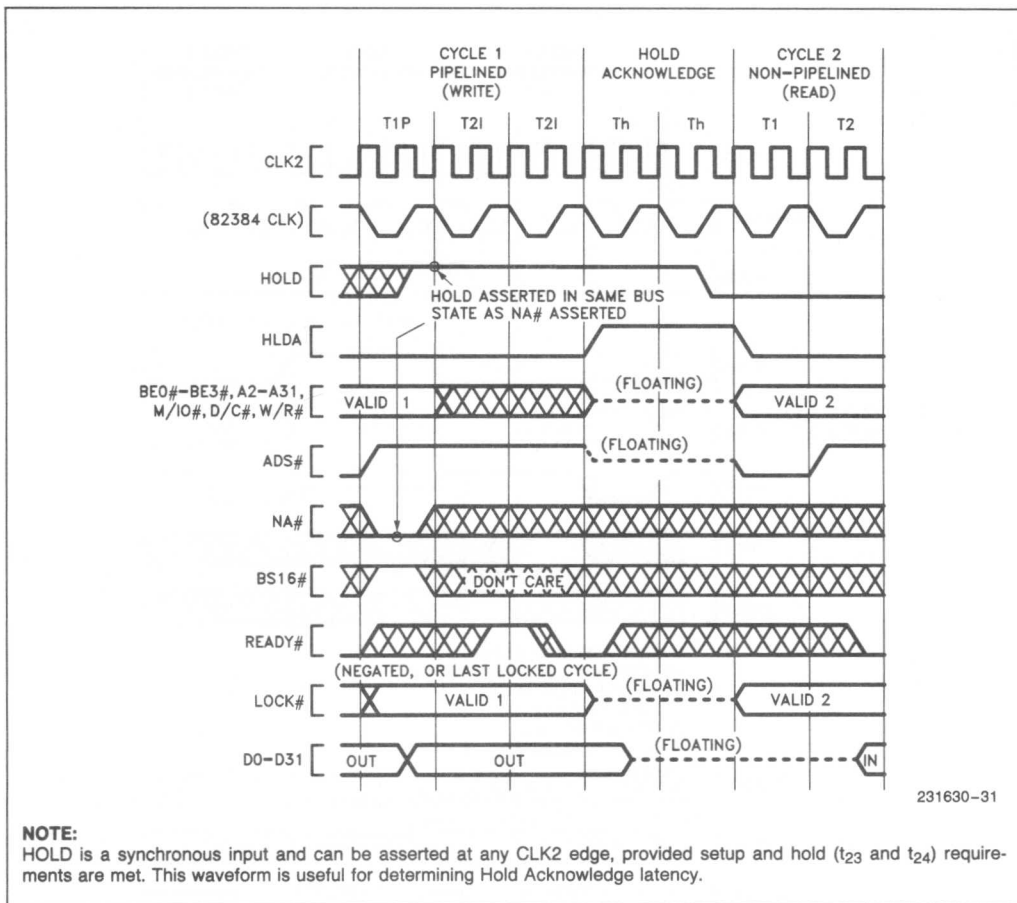 CYCLE 1 HOLD CYCLE 2
PIPELINED ACKNOWLEDGE NON-PIPELINED
(WRITE) (READ)
T1P T2I T2I Th Th T1 T2
CLK2
(82384 CLK)
HOLD
HOLD ASSERTED IN SAME BUS
STATE AS NA# ASSERTED
HLDA
BE0#-BE3#, A2-A31,
M/IO#, D/C#, W/R#
VALID 1 (FLOATING) VALID 2
ADS# (FLOATING)
NA#
BS16# DON'T CARE
READY#
(NEGATED, OR LAST LOCKED CYCLE)
LOCK# VALID 1 (FLOATING) VALID 2
D0-D31 OUT OUT (FLOATING) IN
231630-31
NOTE:
HOLD is a synchronous input and can be asserted at any CLK2 edge, provided setup and hold (t23 and t24) require-
ments are met. This waveform is useful for determining Hold Acknowledge latency.